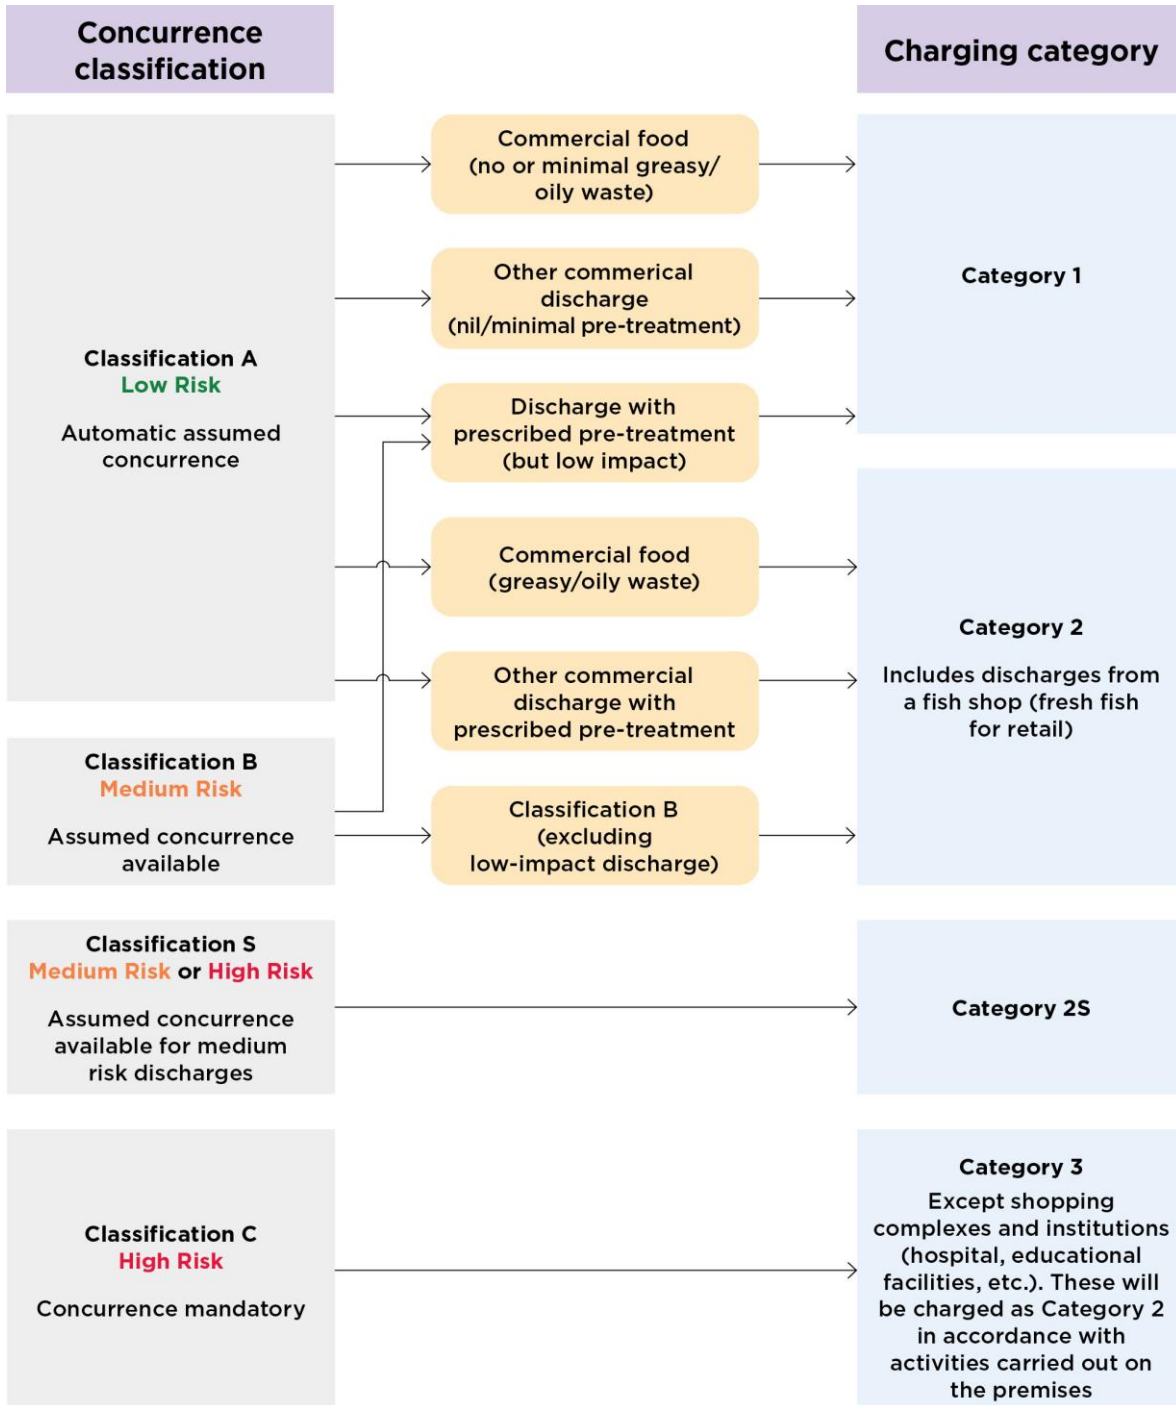 Concurrence
classification
Charging category
Classification A
Low Risk
Automatic assumed
concurrence
Commercial food
(no or minimal greasy/
oily waste)
Other commerical
discharge
(nil/minimal pre-treatment)
Discharge with
prescribed pre-treatment
(but low impact)
Commercial food
(greasy/oily waste)
Other commercial
discharge with
prescribed pre-treatment
Category 1
Category 2
Includes discharges from
a fish shop (fresh fish
for retail)
Classification B
Medium Risk
Assumed concurrence
available
Classification B
(excluding
low-impact discharge)
Classification S
Medium Risk or High Risk
Assumed concurrence
available for medium
risk discharges
Category 2S
Classification C
High Risk
Concurrence mandatory
Category 3
Except shopping
complexes and institutions
(hospital, educational
facilities, etc.). These will
be charged as Category 2
in accordance with
activities carried out on
the premises